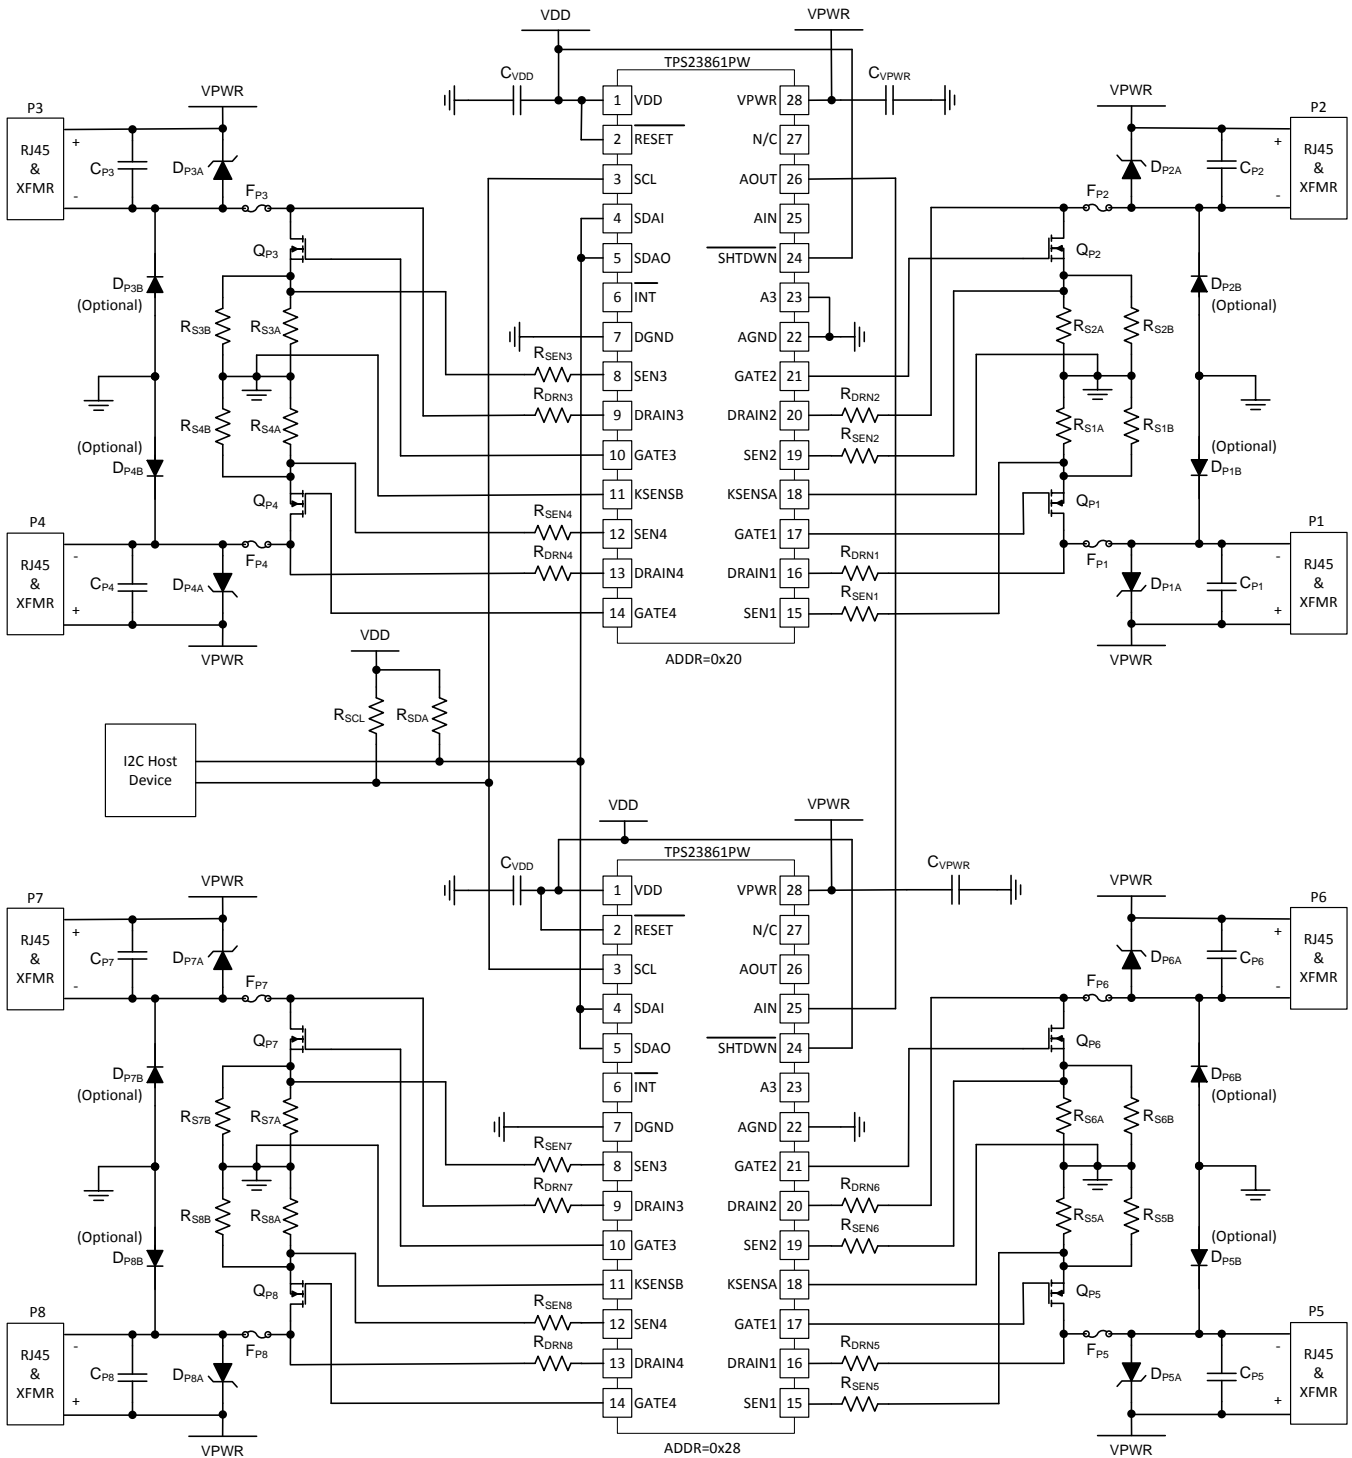 VDD
VPWR
TPS23861PW
CVDD
CVPWR
1 VDD
2 RESET
3 SCL
4 SDAI
5 SDAO
6 INT
7 DGND
8 SEN3
9 DRAIN3
10 GATE3
11 KSENSB
12 SEN4
13 DRAIN4
14 GATE4
VPWR 28
N/C 27
AOUT 26
AIN 25
SHTDWN 24
A3 23
AGND 22
GATE2 21
DRAIN2 20
SEN2 19
KSENSA 18
GATE1 17
DRAIN1 16
SEN1 15
ADDR=0x20
P3
RJ45
&
XFMR
+
-
VPWR
CP3
DP3A
FP3
QP3
DP3B
(Optional)
RS3B
RS3A
RSEN3
RDRN3
RS4B
RS4A
(Optional)
DP4B
QP4
RSEN4
RDRN4
P4
RJ45
&
XFMR
-
+
CP4
DP4A
FP4
VPWR
VPWR
P2
RJ45
&
XFMR
+
-
DP2A
CP2
FP2
QP2
DP2B
(Optional)
RS2A
RS2B
RDRN2
RSEN2
RS1A
RS1B
(Optional)
DP1B
QP1
RDRN1
RSEN1
P1
RJ45
&
XFMR
-
+
FP1
DP1A
CP1
VPWR
VDD
RSCL
RSDA
I2C Host
Device
VDD
VPWR
TPS23861PW
CVDD
CVPWR
1 VDD
2 RESET
3 SCL
4 SDAI
5 SDAO
6 INT
7 DGND
8 SEN3
9 DRAIN3
10 GATE3
11 KSENSB
12 SEN4
13 DRAIN4
14 GATE4
VPWR 28
N/C 27
AOUT 26
AIN 25
SHTDWN 24
A3 23
AGND 22
GATE2 21
DRAIN2 20
SEN2 19
KSENSA 18
GATE1 17
DRAIN1 16
SEN1 15
ADDR=0x28
P7
RJ45
&
XFMR
+
-
VPWR
CP7
DP7A
FP7
QP7
DP7B
(Optional)
RS7B
RS7A
RSEN7
RDRN7
RS8B
RS8A
(Optional)
DP8B
QP8
RSEN8
RDRN8
P8
RJ45
&
XFMR
-
+
CP8
DP8A
FP8
VPWR
VPWR
P6
RJ45
&
XFMR
+
-
DP6A
CP6
FP6
QP6
DP6B
(Optional)
RS6A
RS6B
RDRN6
RSEN6
RS5A
RS5B
(Optional)
DP5B
QP5
RDRN5
RSEN5
P5
RJ45
&
XFMR
-
+
FP5
DP5A
CP5
VPWR